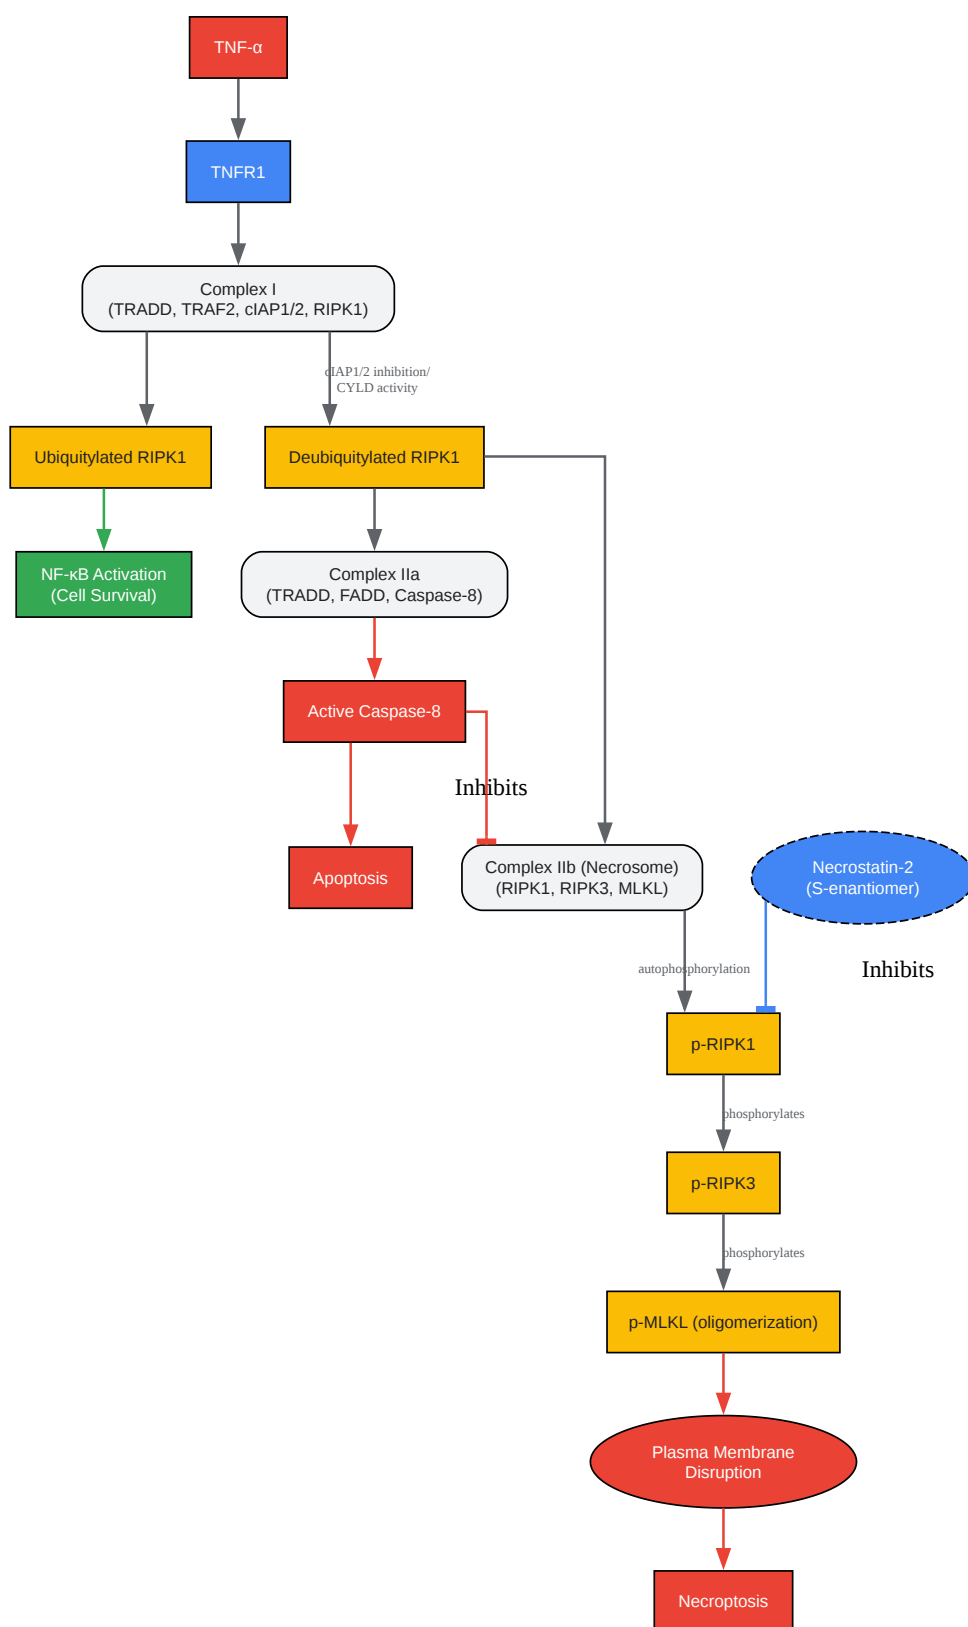 TNF-α
TNFR1
Complex I
(TRADD, TRAF2, cIAP1/2, RIPK1)
cIAP1/2 inhibition/
CYLD activity
Ubiquitylated RIPK1
Deubiquitylated RIPK1
NF-κB Activation
(Cell Survival)
Complex IIa
(TRADD, FADD, Caspase-8)
Active Caspase-8
Inhibits
Apoptosis
Complex IIb (Necrosome)
(RIPK1, RIPK3, MLKL)
Necrostatin-2
(S-enantiomer)
autophosphorylation
Inhibits
p-RIPK1
phosphorylates
p-RIPK3
phosphorylates
p-MLKL (oligomerization)
Plasma Membrane
Disruption
Necroptosis